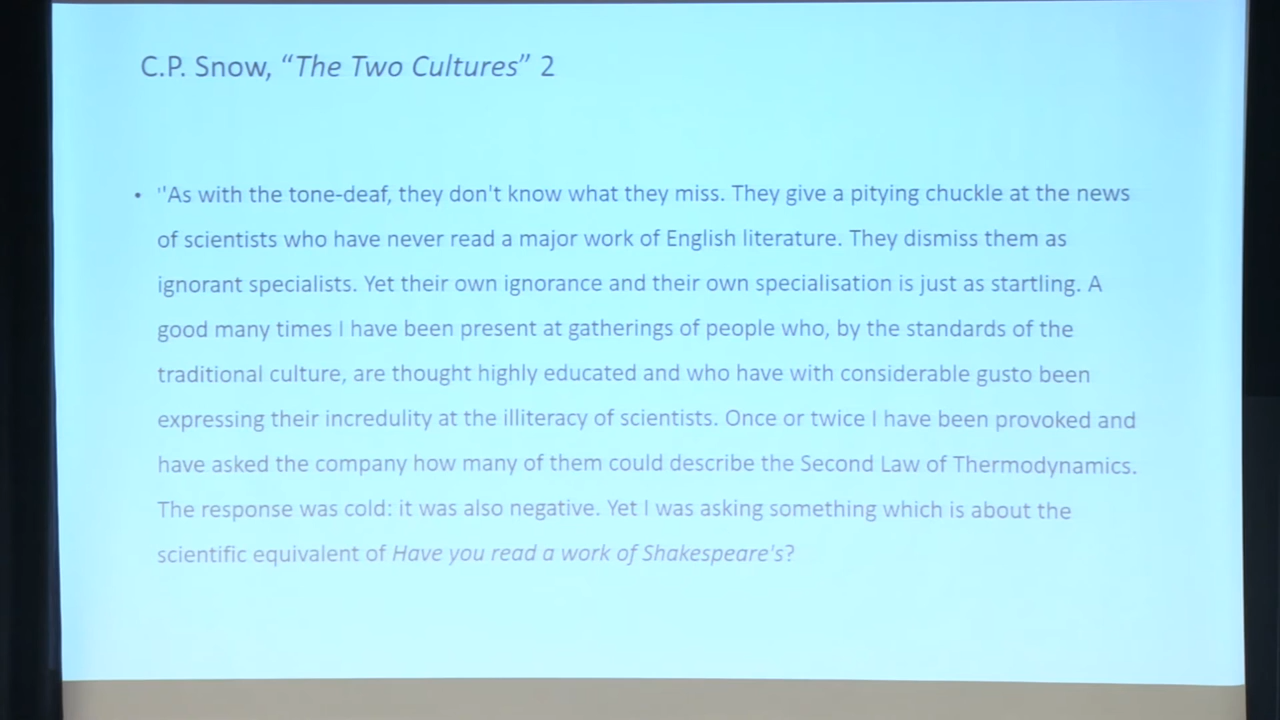 C.P. Snow, “The Two Cultures” 2
• "As with the tone-deaf, they don't know what they miss. They give a pitying chuckle at the news
of scientists who have never read a major work of English literature. They dismiss them as
ignorant specialists. Yet their own ignorance and their own specialisation is just as startling. A
good many times I have been present at gatherings of people who, by the standards of the
traditional culture, are thought highly educated and who have with considerable gusto been
expressing their incredulity at the illiteracy of scientists. Once or twice I have been provoked and
have asked the company how many of them could describe the Second Law of Thermodynamics.
The response was cold: it was also negative. Yet I was asking something which is about the
scientific equivalent of Have you read a work of Shakespeare's?